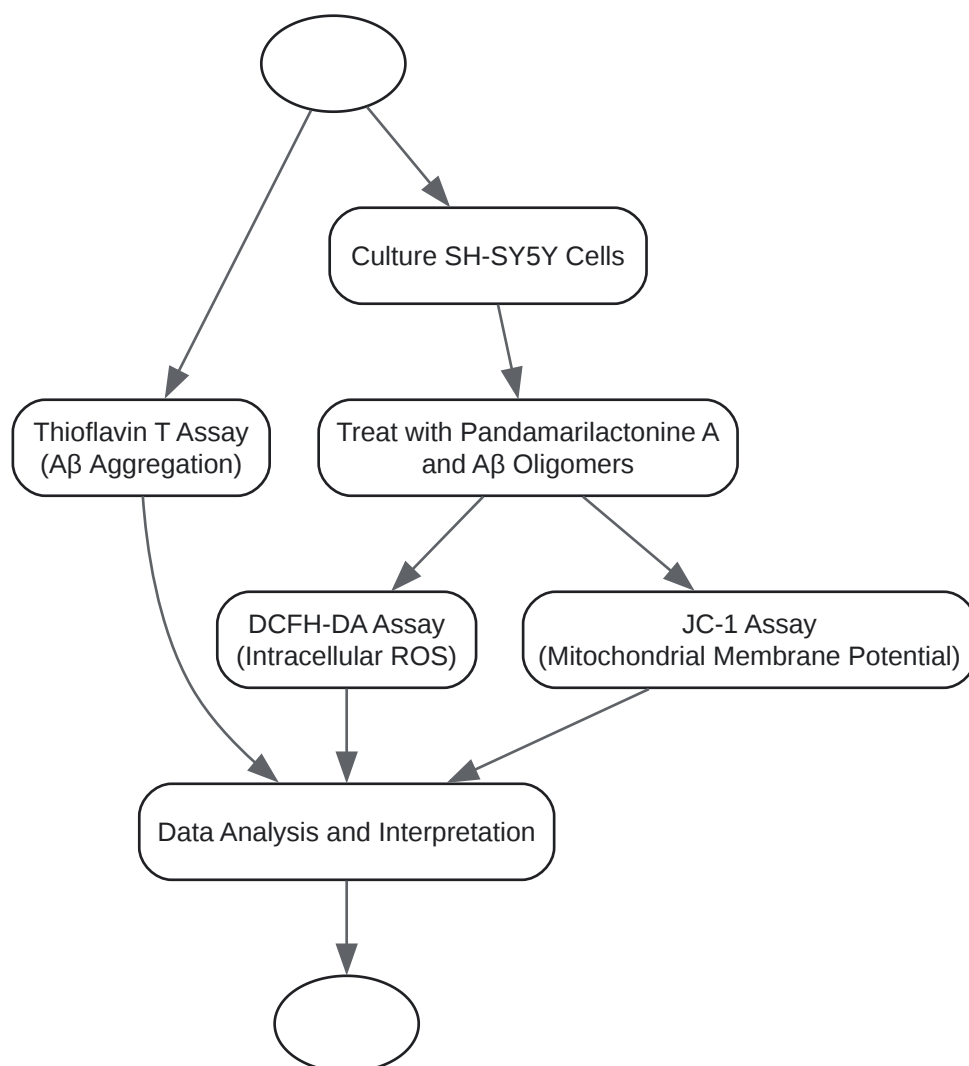 Culture SH-SY5Y Cells
Thioflavin T Assay
(Aβ Aggregation)
Treat with Pandamarilactonine A
and Aβ Oligomers
DCFH-DA Assay
(Intracellular ROS)
JC-1 Assay
(Mitochondrial Membrane Potential)
Data Analysis and Interpretation